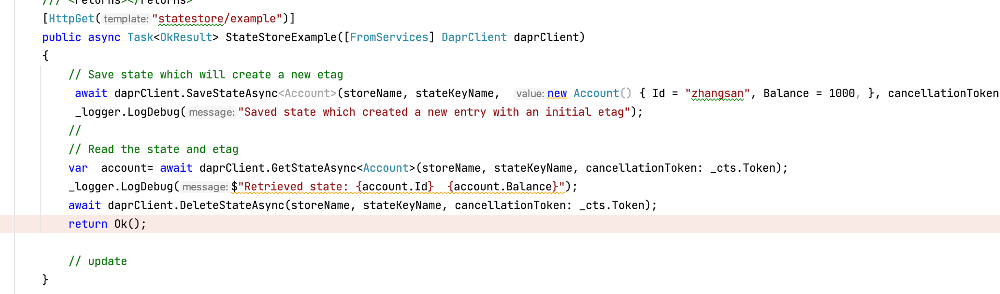 /// <returns></returns>
[HttpGet( template: "statestore/example")]
public async Task<OkResult> StateStoreExample([FromServices] DaprClient daprClient)
{
// Save state which will create a new etag
await daprClient.SaveStateAsync<Account>(storeName, stateKeyName, value: new Account() { Id = "zhangsan", Balance = 1000, }, cancellationToken
_logger.LogDebug( message: "Saved state which created a new entry with an initial etag");
//
// Read the state and etag
var account= await daprClient.GetStateAsync<Account>(storeName, stateKeyName, cancellationToken: _cts.Token);
_logger.LogDebug( message: $"Retrieved state: {account.Id} {account.Balance}");
await daprClient.DeleteStateAsync(storeName, stateKeyName, cancellationToken: _cts.Token);
return Ok();
// update
}